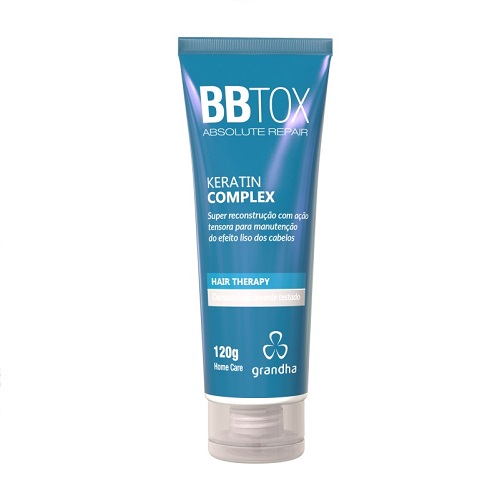 BBTOX
ABSOLUTE REPAIR
KERATIN
COMPLEX
Super reconstrução com ação
tensora para manutenção
do efeito liso dos cabelos
HAIR THERAPY
testado
120g
Home Care
grandha